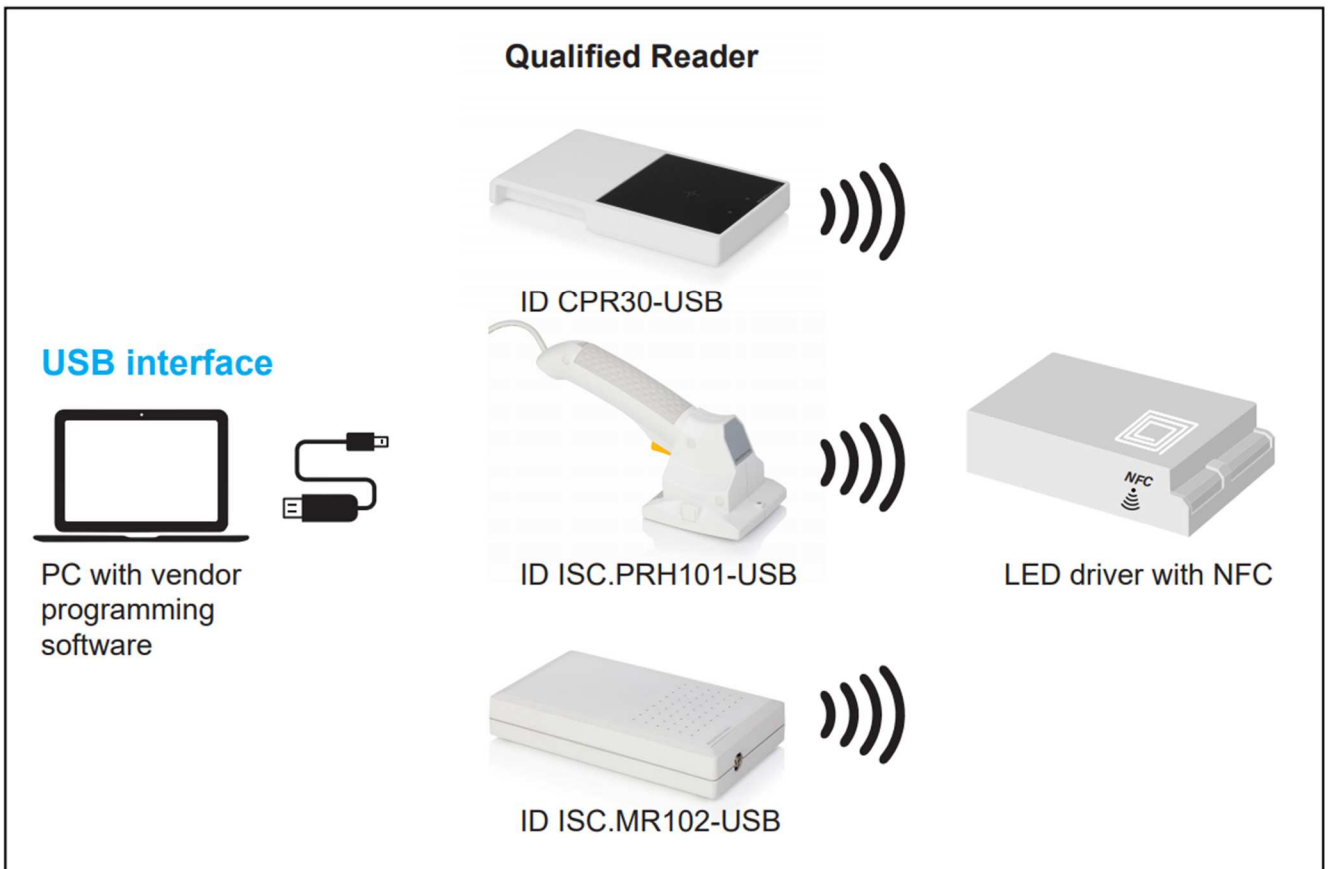 Qualified Reader
ID CPR30-USB
USB interface
PC with vendor
programming
software
ID ISC.PRH101-USB
NFC
LED driver with NFC
ID ISC.MR102-USB